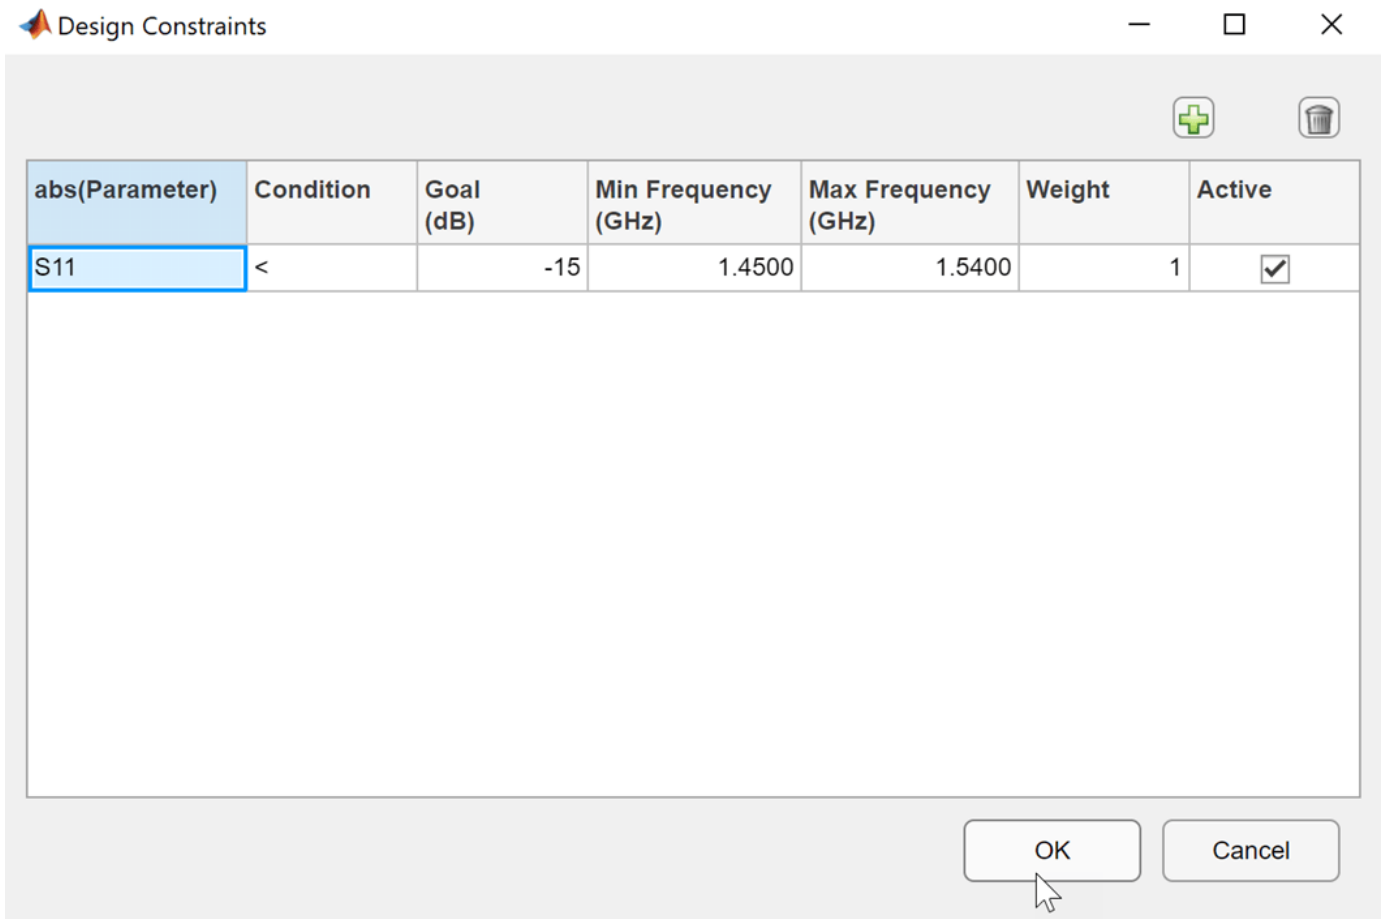 Design Constraints
abs(Parameter) Condition Goal (dB) Min Frequency (GHz) Max Frequency (GHz) Weight Active
S11 < -15 1.4500 1.5400 1
OK Cancel